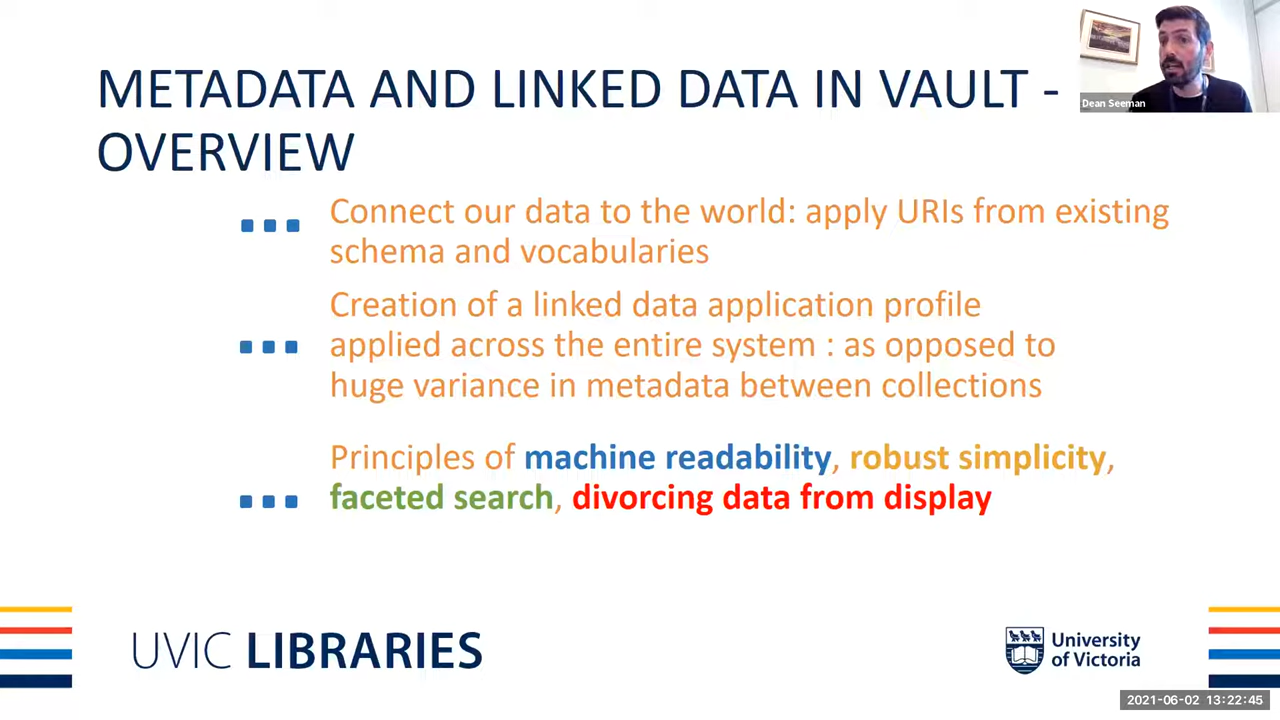 METADATA AND LINKED DATA IN VAULT -
OVERVIEW
Dean Seeman
Connect our data to the world: apply URIs from existing
schema and vocabularies
Creation of a linked data application profile
applied across the entire system : as opposed to
huge variance in metadata between collections
Principles of machine readability, robust simplicity,
faceted search, divorcing data from display
UVIC LIBRARIES
University
of Victoria
2021-06-02 13:22:45